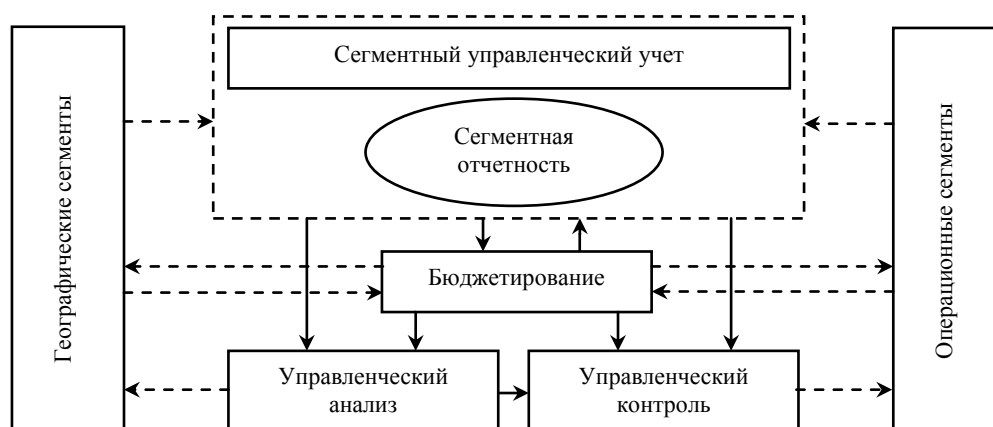 Географические сегменты
Сегментный управленческий учет
Сегментная
отчетность
Бюджетирование
Управленческий
анализ
Управленческий
контроль
Операционные сегменты